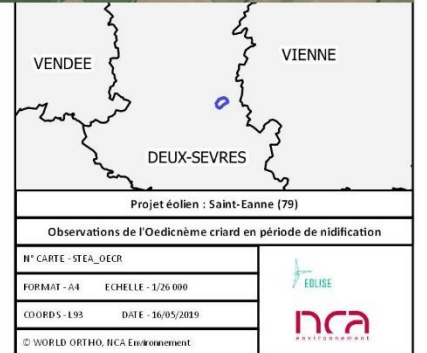 VENDEE
VIENNE
DEUX-SEVRES
Projet éolien : Saint-Eanne (79)
Observations de l'Oedicnème criard en période de nidification
N° CARTE - STEA_OECR
FORMAT - A4 ECHELLE - 1/26 000
COORDS - L93 DATE - 16/05/2019
© WORLD ORTHO, NCA Environnement
EOLISE
nca
environnement